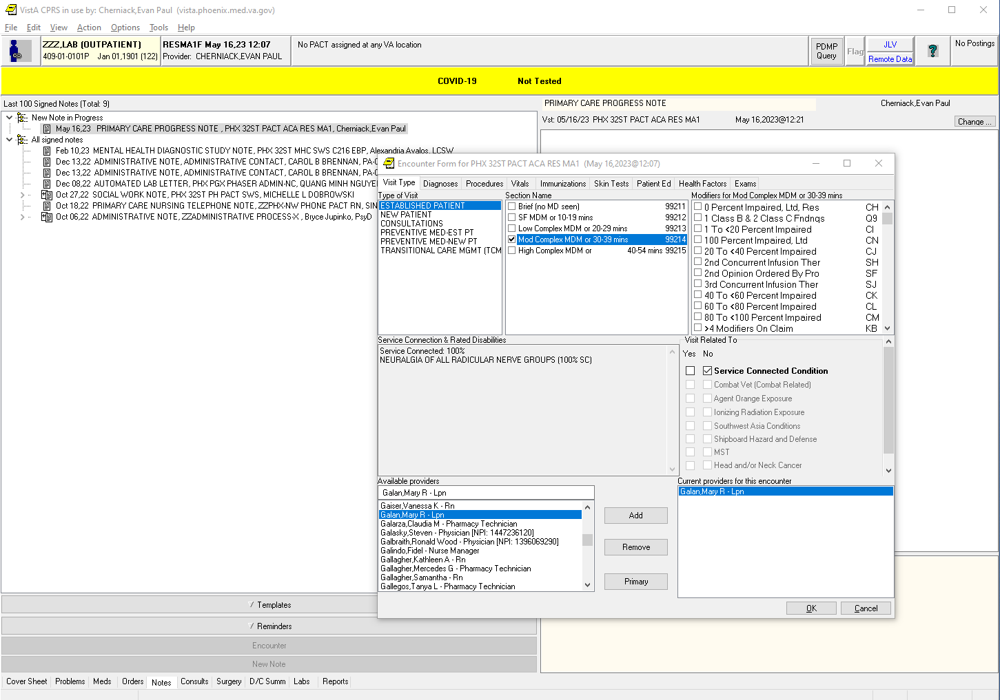 VistA CPRS in use by: Cherniack,Evan Paul (vista.phoenix.med.va.gov)
File Edit View Action Options Tools Help
ZZZ,LAB (OUTPATIENT)
409-01-0101P Jan 01,1901 (122)
RESMA1F May 16,23 12:07
Provider: CHERNIACK,EVAN PAUL
No PACT assigned at any VA location
PDMP
Query
Flag
JLV
Remote Data
?
No Postings
COVID-19 Not Tested
Last 100 Signed Notes (Total: 9)
New Note in Progress
May 16,23 PRIMARY CARE PROGRESS NOTE , PHX 32ST PACT ACA RES MA1, Cherniack,Evan Paul
All signed notes
Feb 10,23 MENTAL HEALTH DIAGNOSTIC STUDY NOTE, PHX 32ST MHC SWS C216 EBP, Alexandria Avalos, LCSW
Dec 13,22 ADMINISTRATIVE NOTE, ADMINISTRATIVE CONTACT, CAROL B BRENNAN, PA-C
Dec 13,22 ADMINISTRATIVE NOTE, ADMINISTRATIVE CONTACT, CAROL B BRENNAN, PA-C
Dec 08,22 AUTOMATED LAB LETTER, PHX PGX PHASER ADMIN-NC, QUANG MINH NGUYE
Oct 27,22 SOCIAL WORK NOTE, PHX 32ST PH PACT SWS, MICHELLE L DOBROWSKI
Oct 18,22 PRIMARY CARE NURSING TELEPHONE NOTE, ZZPHX-NW PHONE PACT RN, SIN
Oct 06,22 ADMINISTRATIVE NOTE, ZZADMINISTRATIVE PROCESS-X , Bryce Jupinko, PsyD
PRIMARY CARE PROGRESS NOTE
Cherniack,Evan Paul
Vst: 05/16/23 PHX 32ST PACT ACA RES MA1
May 16,2023@12:21
Change ...
Encounter Form for PHX 32ST PACT ACA RES MA1 (May 16,2023@12:07)
Visit Type Diagnoses Procedures Vitals Immunizations Skin Tests Patient Ed Health Factors Exams
Type of Visit
ESTABLISHED PATIENT
NEW PATIENT
CONSULTATIONS
PREVENTIVE MED-EST PT
PREVENTIVE MED-NEW PT
TRANSITIONAL CARE MGMT (TCM
Section Name
Brief (no MD seen) 99211
SF MDM or 10-19 mins 99212
Low Complex MDM or 20-29 mins 99213
Mod Complex MDM or 30-39 mins 99214
High Complex MDM or 40-54 mins 99215
Modifiers for Mod Complex MDM or 30-39 mins
0 Percent Impaired, Ltd, Res CH
1 Class B & 2 Class C Fndnqs Q9
1 To <20 Percent Impaired CI
100 Percent Impaired, Ltd CN
20 To <40 Percent Impaired CJ
2nd Concurrent Infusion Ther SH
2nd Opinion Ordered By Pro SF
3rd Concurrent Infusion Ther SJ
40 To <60 Percent Impaired CK
60 To <80 Percent Impaired CL
80 To <100 Percent Impaired CM
>4 Modifiers On Claim KB
Service Connection & Rated Disabilities
Service Connected: 100%
NEURALGIA OF ALL RADICULAR NERVE GROUPS (100% SC)
Visit Related To
Yes No
Service Connected Condition
Combat Vet (Combat Related)
Agent Orange Exposure
Ionizing Radiation Exposure
Southwest Asia Conditions
Shipboard Hazard and Defense
MST
Head and/or Neck Cancer
Available providers
Galan,Mary R - Lpn
Gaiser,Vanessa K - Rn
Galan,Mary R - Lpn
Galarza,Claudia M - Pharmacy Technician
Galasky,Steven - Physician [NPI: 1447236120]
Galbraith,Ronald Wood - Physician [NPI: 1396069290]
Galindo,Fidel - Nurse Manager
Gallagher,Kathleen A - Rn
Gallagher,Mercedes G - Pharmacy Technician
Gallagher,Samantha - Rn
Gallegos,Tanya L - Pharmacy Technician
Add
Remove
Primary
Current providers for this encounter
Galan,Mary R - Lpn
OK Cancel
Templates
Reminders
Encounter
New Note
Cover Sheet Problems Meds Orders Notes Consults Surgery D/C Summ Labs Reports